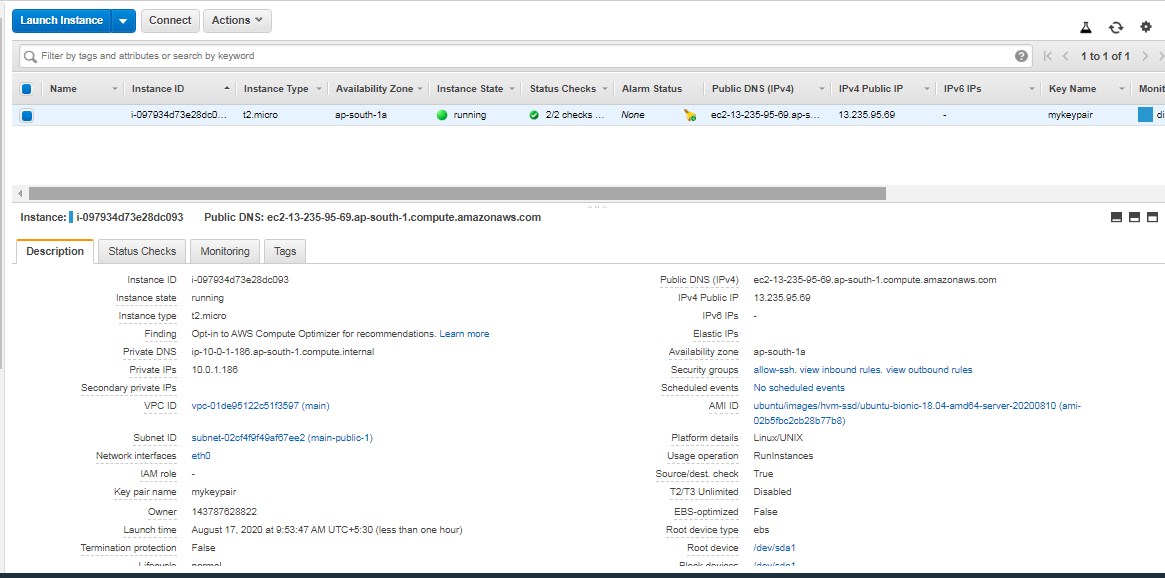 Launch Instance Connect Actions
Filter by tags and attributes or search by keyword 1 to 1 of 1
Name Instance ID Instance Type Availability Zone Instance State Status Checks Alarm Status Public DNS (IPv4) IPv4 Public IP IPv6 IPs Key Name Monit
i-097934d73e28dc0... t2.micro ap-south-1a running 2/2 checks ... None ec2-13-235-95-69.ap-s... 13.235.95.69 - mykeypair di
Instance: i-097934d73e28dc093 Public DNS: ec2-13-235-95-69.ap-south-1.compute.amazonaws.com
Description Status Checks Monitoring Tags
Instance ID i-097934d73e28dc093 Public DNS (IPv4) ec2-13-235-95-69.ap-south-1.compute.amazonaws.com
Instance state running IPv4 Public IP 13.235.95.69
Instance type t2.micro IPv6 IPs -
Finding Opt-in to AWS Compute Optimizer for recommendations. Learn more Elastic IPs
Private DNS ip-10-0-1-186.ap-south-1.compute.internal Availability zone ap-south-1a
Private IPs 10.0.1.186 Security groups allow-ssh. view inbound rules. view outbound rules
Secondary private IPs Scheduled events No scheduled events
VPC ID vpc-01de95122c51f3597 (main) AMI ID ubuntu/images/hvm-ssd/ubuntu-bionic-18.04-amd64-server-20200810 (ami-
02b5fbc2cb28b77b8)
Subnet ID subnet-02cf4f9f49af67ee2 (main-public-1) Platform details Linux/UNIX
Network interfaces eth0 Usage operation RunInstances
IAM role - Source/dest. check True
Key pair name mykeypair T2/T3 Unlimited Disabled
Owner 143787628822 EBS-optimized False
Launch time August 17, 2020 at 9:53:47 AM UTC+5:30 (less than one hour) Root device type ebs
Termination protection False Root device /dev/sda1
Lifecycle normal Block devices /dev/sda1